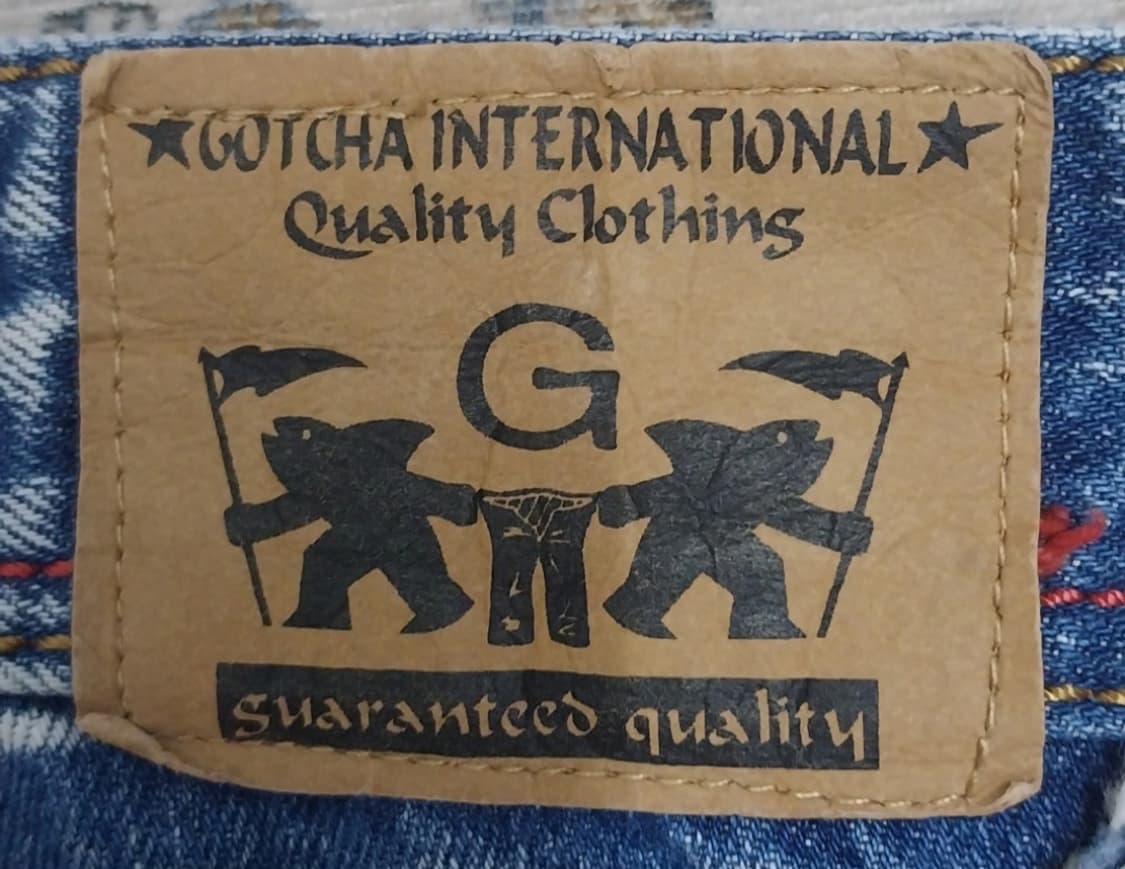 GOTCHA INTERNATIONAL
Quality Clothing
G
guaranteed quality